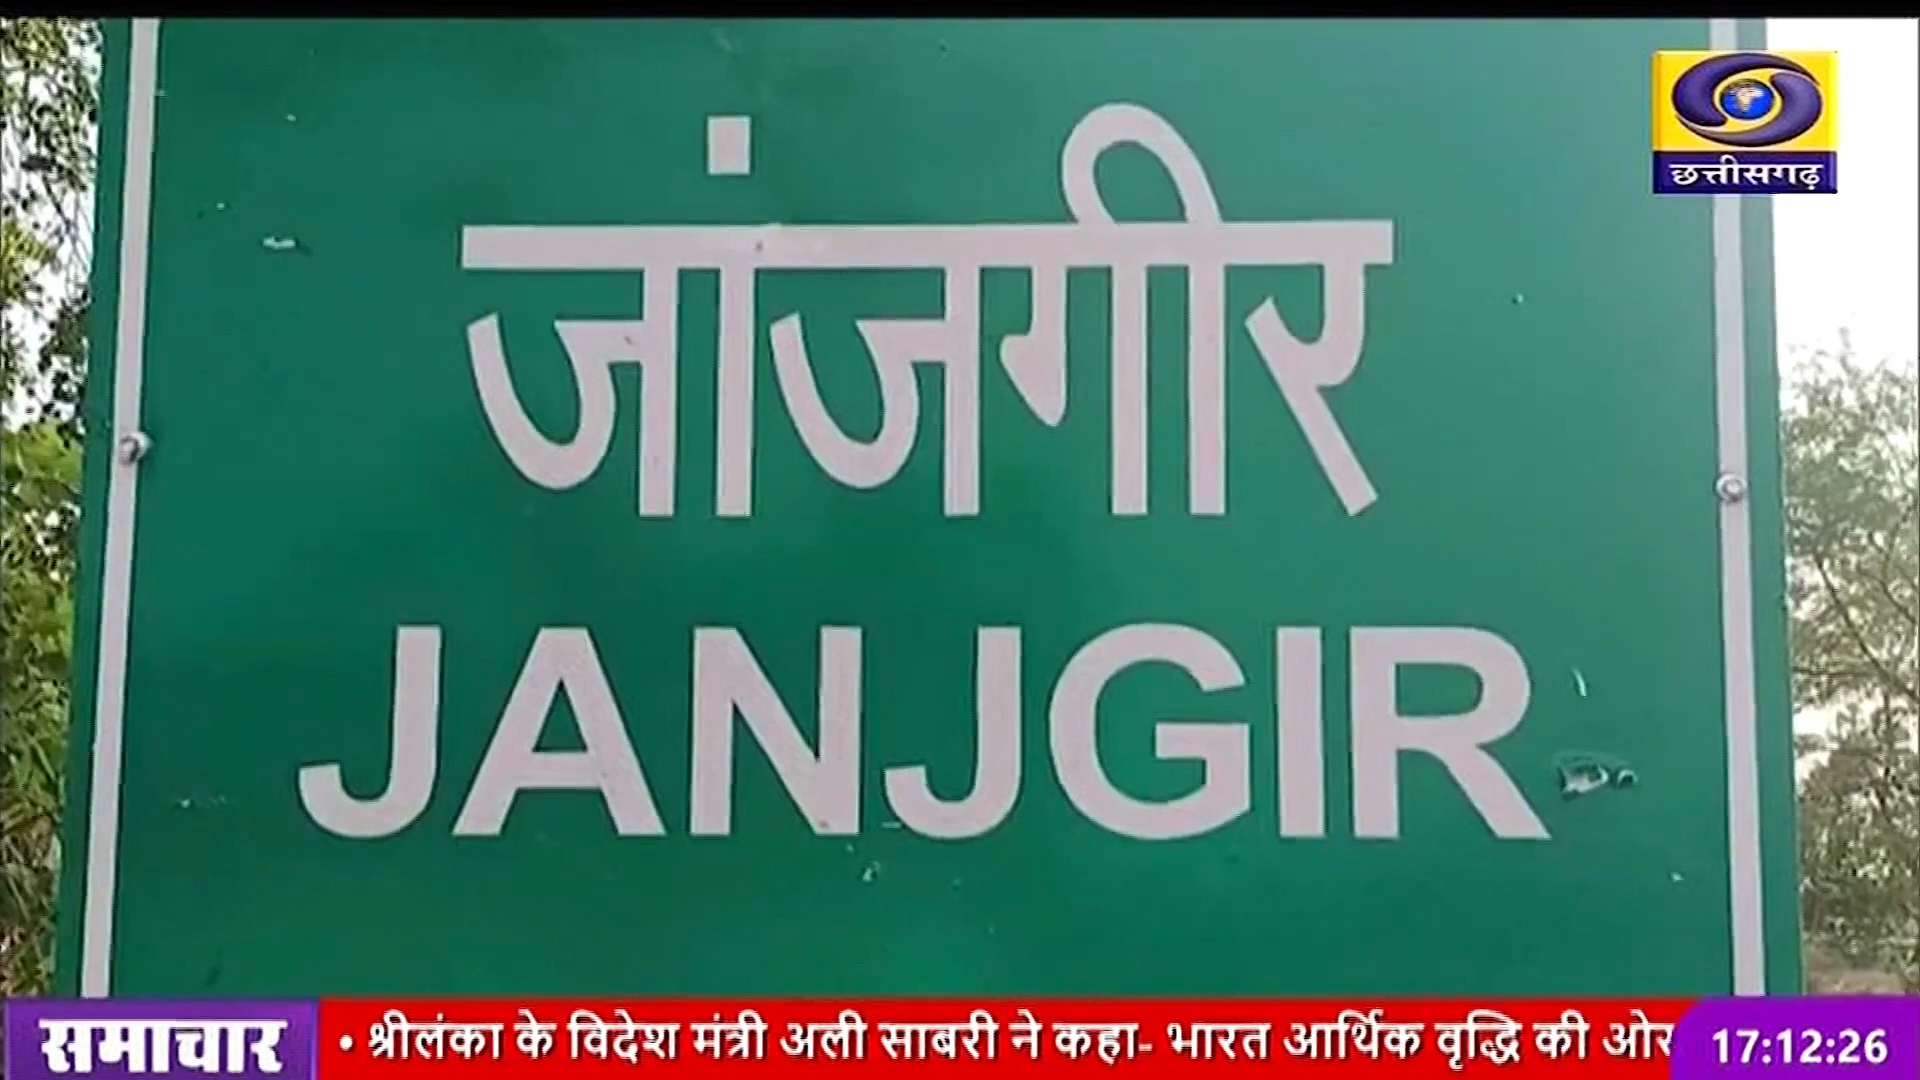 छत्तीसगढ़
जांजगीर
JANJGIR
समाचार
• श्रीलंका के विदेश मंत्री अली साबरी ने कहा- भारत आर्थिक वृद्धि की ओर
17:12:26